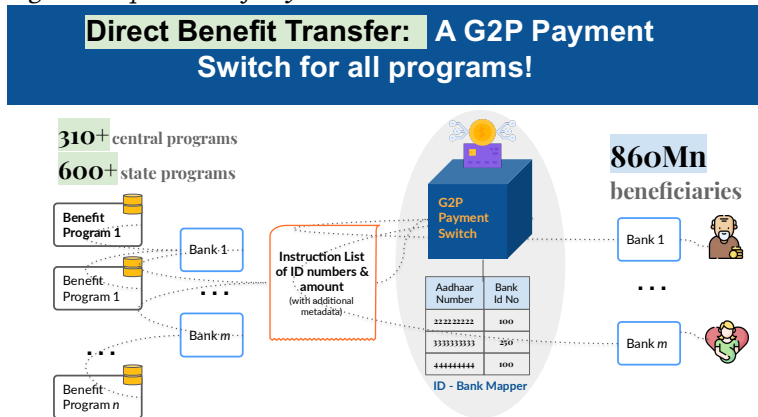 Direct Benefit Transfer: A G2P Payment
Switch for all programs!
310+ central programs
600+ state programs
860Mn
beneficiaries
Benefit
Program 1
Benefit
Program 1
...
Benefit
Program n
Bank 1
...
Bank m
Instruction List
of ID numbers &
amount
(with additional
metadata)
G2P
Payment
Switch
Aadhaar
Number
Bank
Id No
222222222
100
3333333333
250
444444444
100
ID - Bank Mapper
Bank 1
...
Bank m